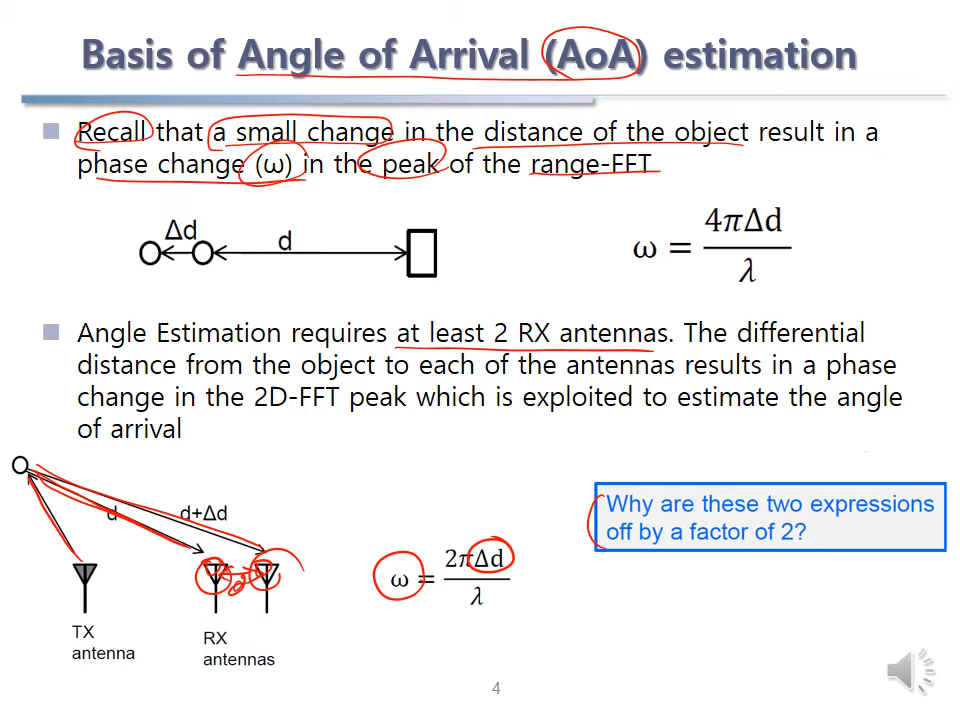 Basis of Angle of Arrival (AoA) estimation
Recall that a small change in the distance of the object result in a
phase change (ω) in the peak of the range-FFT
Δd
d
ω = 4πΔd / λ
Angle Estimation requires at least 2 RX antennas. The differential
distance from the object to each of the antennas results in a phase
change in the 2D-FFT peak which is exploited to estimate the angle
of arrival
d
d+Δd
Why are these two expressions
off by a factor of 2?
d
ω = 2πΔd / λ
TX
antenna
RX
antennas
4